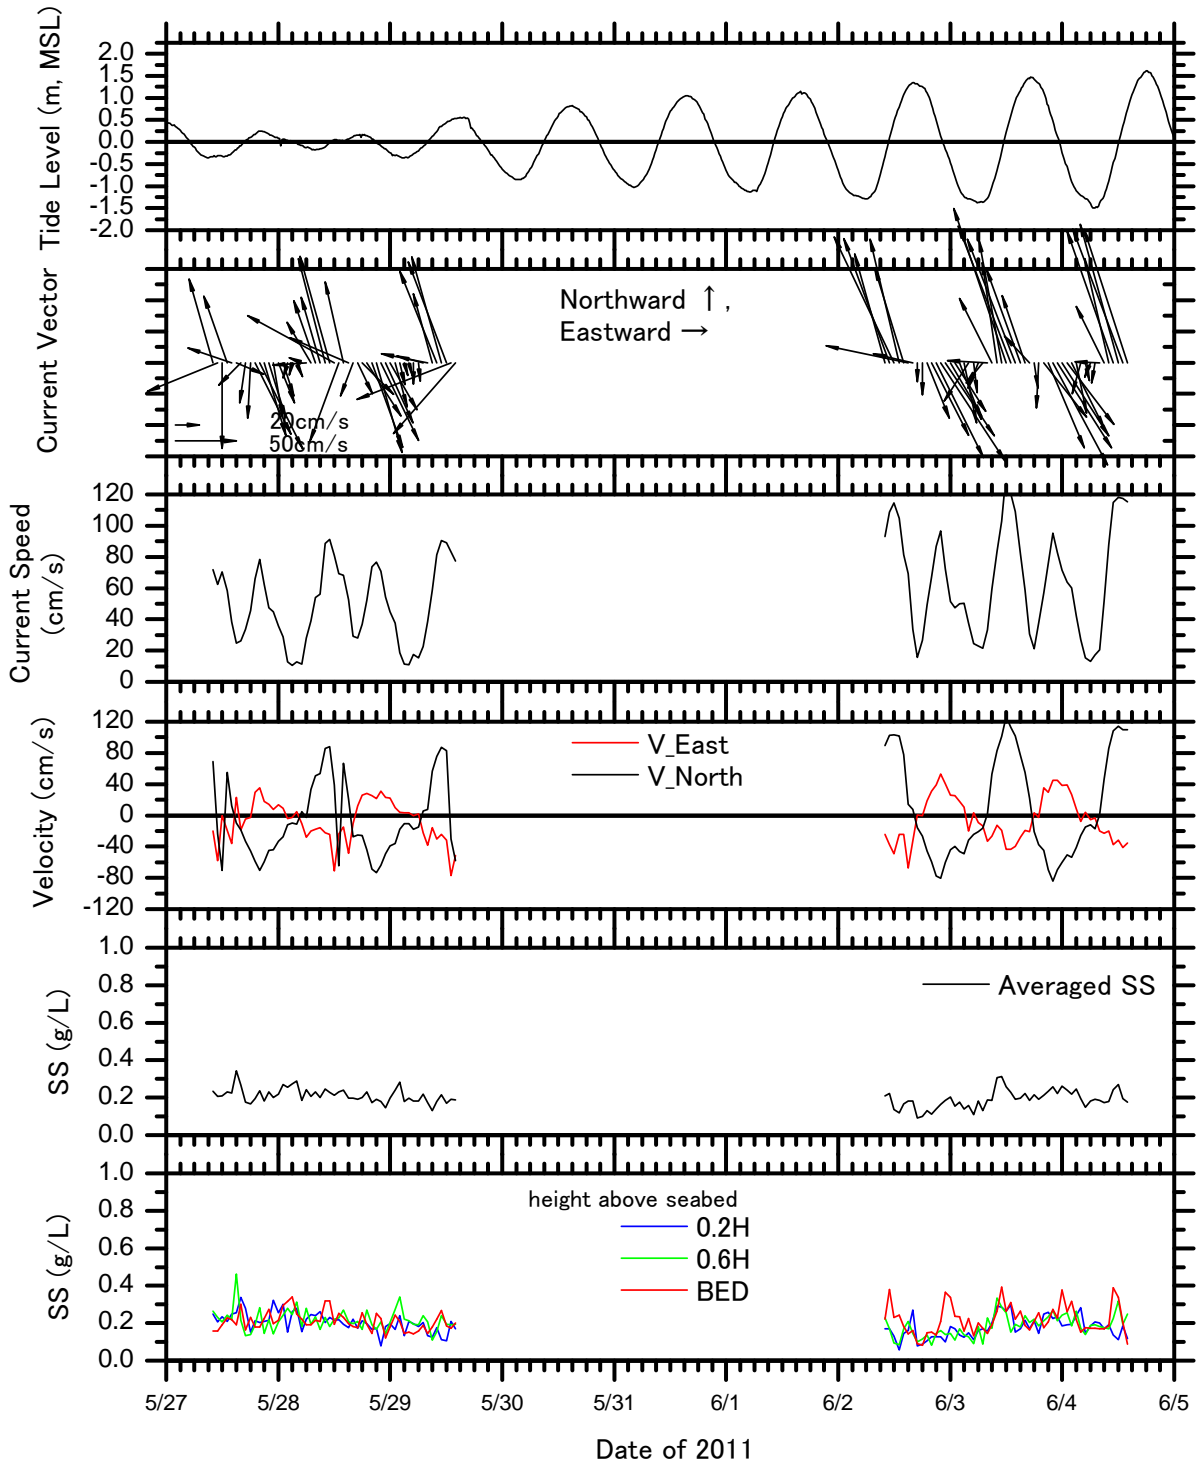 Tide Level (m, MSL)
2.0
1.5
1.0
0.5
0.0
-0.5
-1.0
-1.5
-2.0
Current Vector
Northward ↑,
Eastward →
20cm/s
50cm/s
Current Speed
(cm/s)
120
100
80
60
40
20
0
Velocity (cm/s)
120
80
40
0
-40
-80
-120
V_East
V_North
SS (g/L)
1.0
0.8
0.6
0.4
0.2
0.0
Averaged SS
SS (g/L)
1.0
0.8
0.6
0.4
0.2
0.0
height above seabed
0.2H
0.6H
BED
5/27 5/28 5/29 5/30 5/31 6/1 6/2 6/3 6/4 6/5
Date of 2011